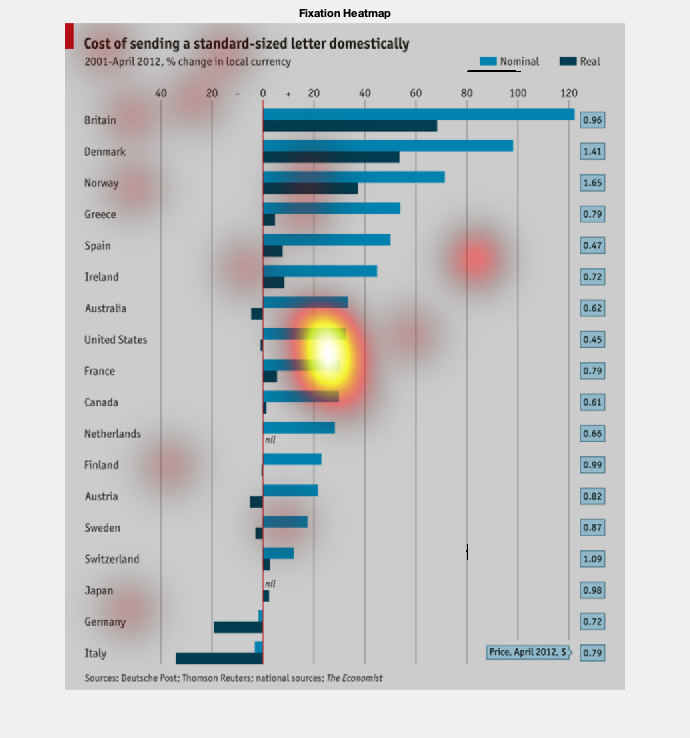 Fixation Heatmap
Cost of sending a standard-sized letter domestically
2001-April 2012, % change in local currency
Nominal Real
40 20 – 0 + 20 40 60 80 100 120
Britain 0.96
Denmark 1.41
Norway 1.65
Greece 0.79
Spain 0.47
Ireland 0.72
Australia 0.62
United States 0.45
France 0.79
Canada 0.61
Netherlands nil 0.66
Finland 0.99
Austria 0.82
Sweden 0.87
Switzerland 1.09
Japan nil 0.98
Germany 0.72
Italy Price, April 2012, $ 0.79
Sources: Deutsche Post; Thomson Reuters; national sources; The Economist